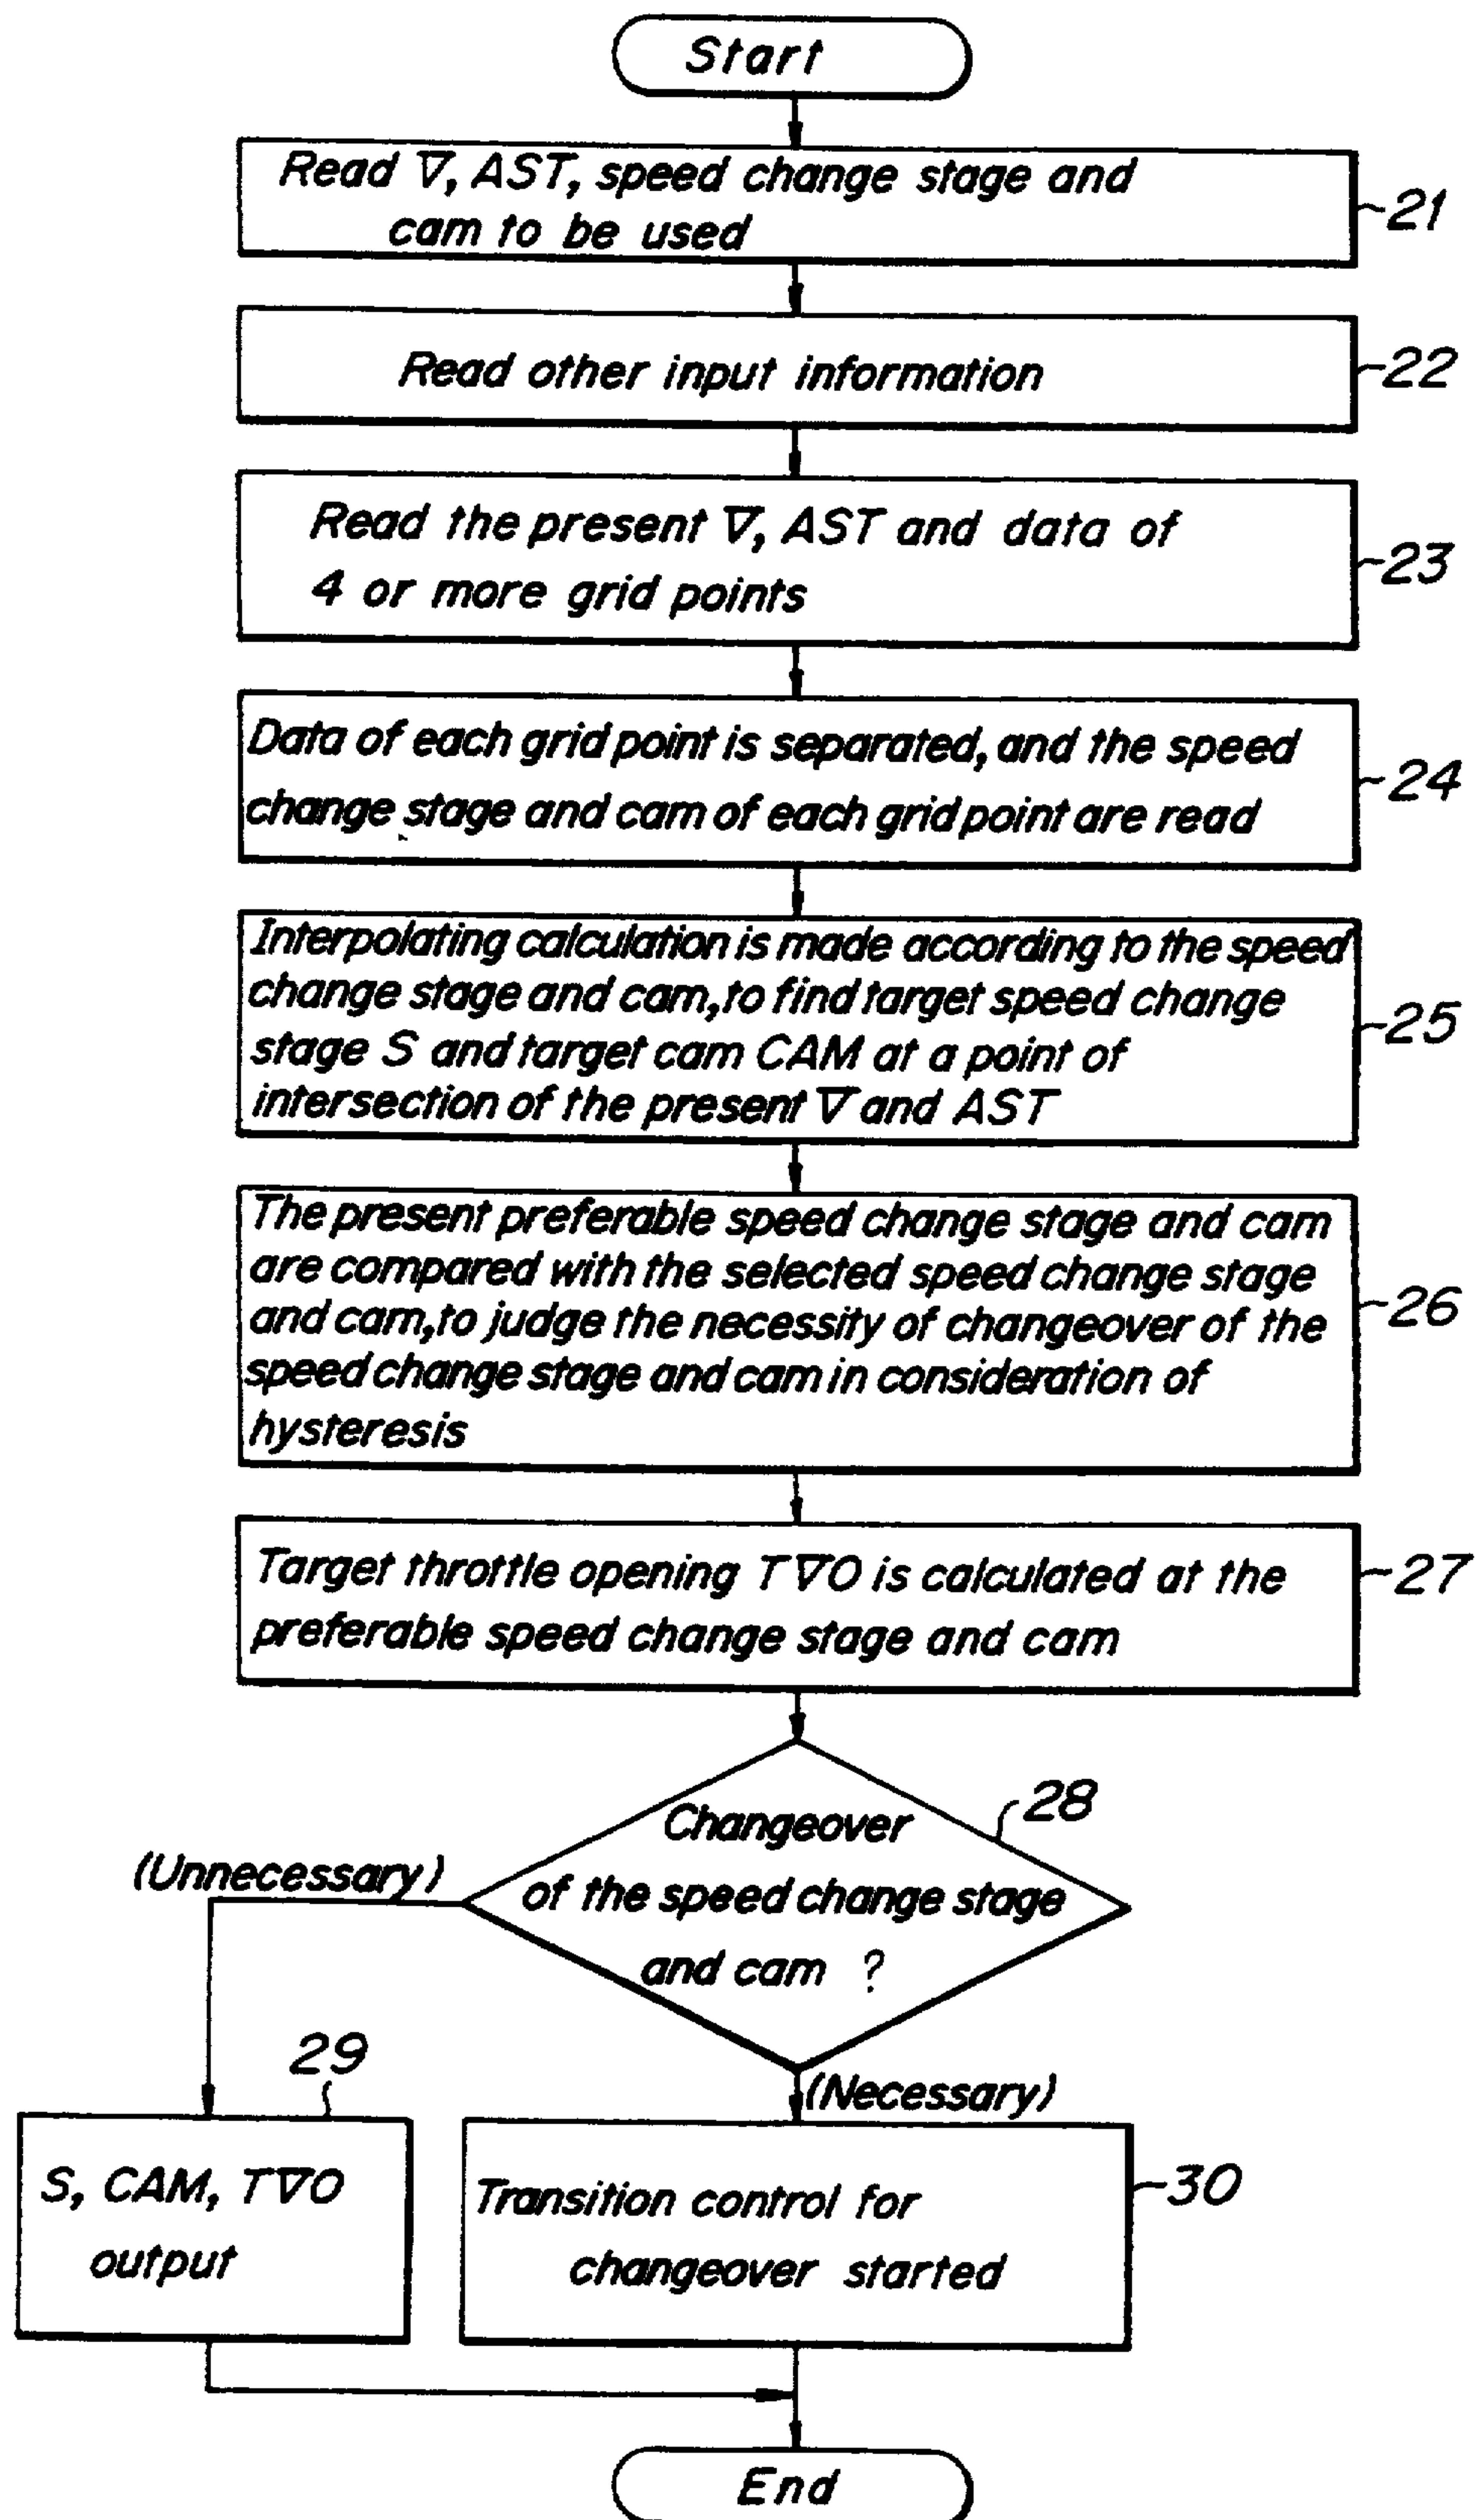 Start
Read ∇, AST, speed change stage and
cam to be used
21
Read other input information
22
Read the present ∇, AST and data of
4 or more grid points
23
Data of each grid point is separated, and the speed
change stage and cam of each grid point are read
24
Interpolating calculation is made according to the speed
change stage and cam, to find target speed change
stage S and target cam CAM at a point of
intersection of the present ∇ and AST
25
The present preferable speed change stage and cam
are compared with the selected speed change stage
and cam, to judge the necessity of changeover of the
speed change stage and cam in consideration of
hysteresis
26
Target throttle opening T∇O is calculated at the
preferable speed change stage and cam
27
Changeover
of the speed change stage
and cam ?
28
(Unnecessary)
(Necessary)
29
S, CAM, T∇O
output
Transition control for
changeover started
30
End